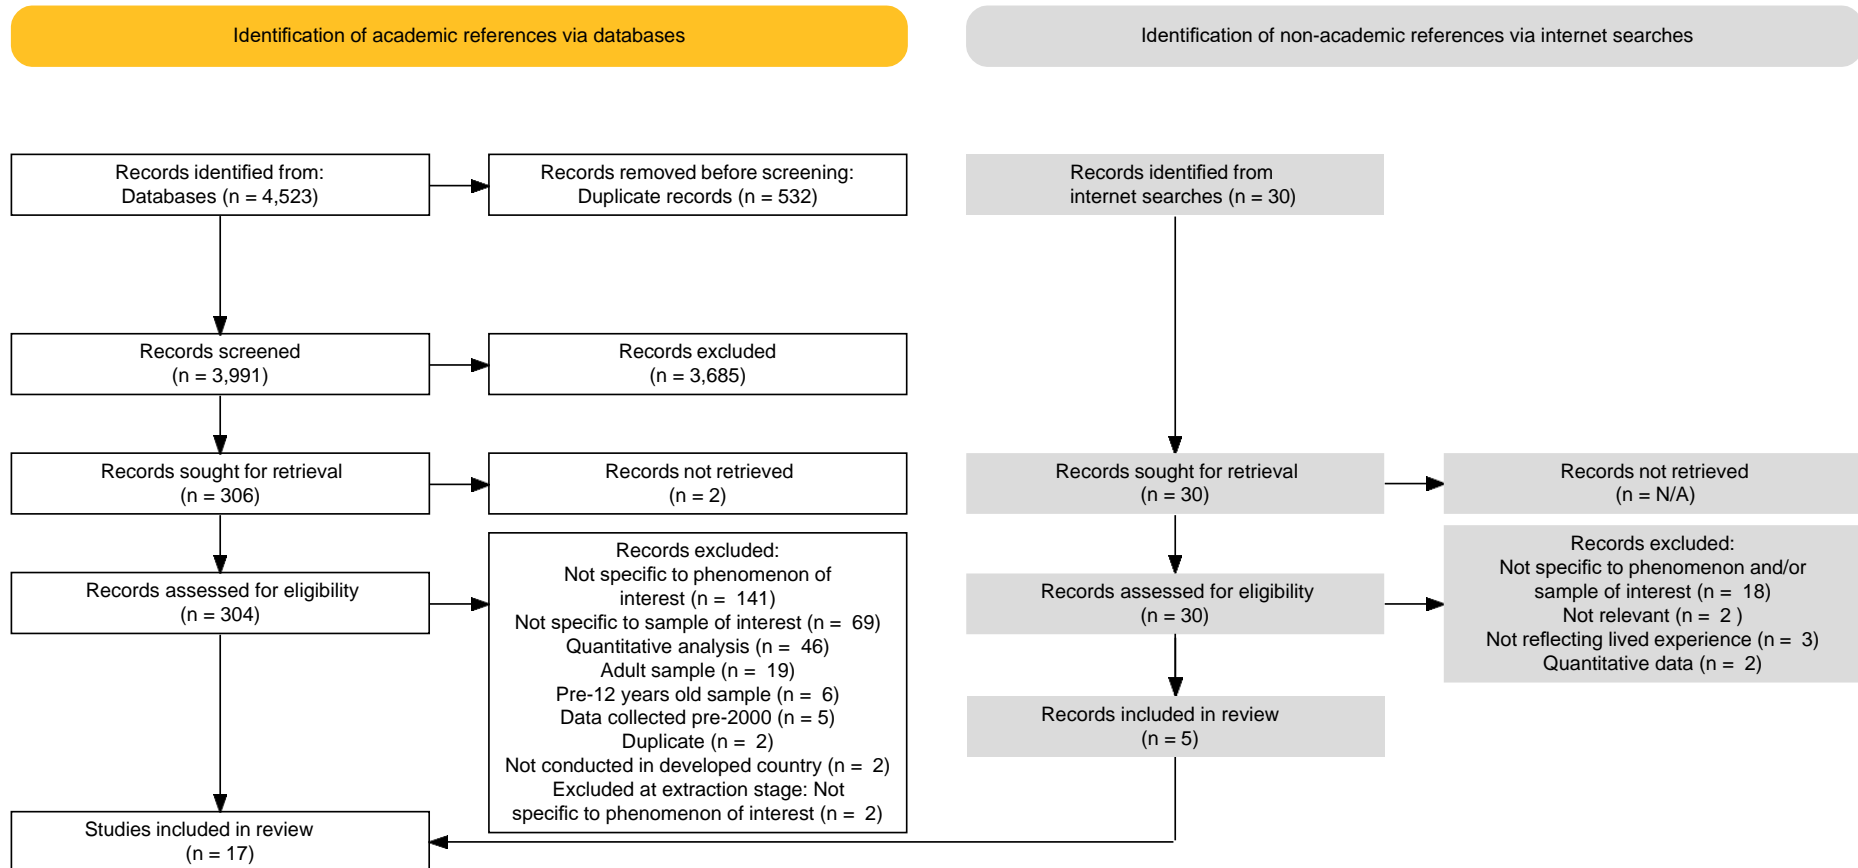 Identification of academic references via databases
Identification of non-academic references via internet searches
Records identified from:
Databases (n = 4,523)
Records removed before screening:
Duplicate records (n = 532)
Records identified from
internet searches (n = 30)
Records screened
(n = 3,991)
Records excluded
(n = 3,685)
Records sought for retrieval
(n = 306)
Records not retrieved
(n = 2)
Records sought for retrieval
(n = 30)
Records not retrieved
(n = N/A)
Records assessed for eligibility
(n = 304)
Records excluded:
Not specific to phenomenon of
interest (n = 141)
Not specific to sample of interest (n = 69)
Quantitative analysis (n = 46)
Adult sample (n = 19)
Pre-12 years old sample (n = 6)
Data collected pre-2000 (n = 5)
Duplicate (n = 2)
Not conducted in developed country (n = 2)
Excluded at extraction stage: Not
specific to phenomenon of interest (n = 2)
Records assessed for eligibility
(n = 30)
Records excluded:
Not specific to phenomenon and/or
sample of interest (n = 18)
Not relevant (n = 2 )
Not reflecting lived experience (n = 3)
Quantitative data (n = 2)
Records included in review
(n = 5)
Studies included in review
(n = 17)